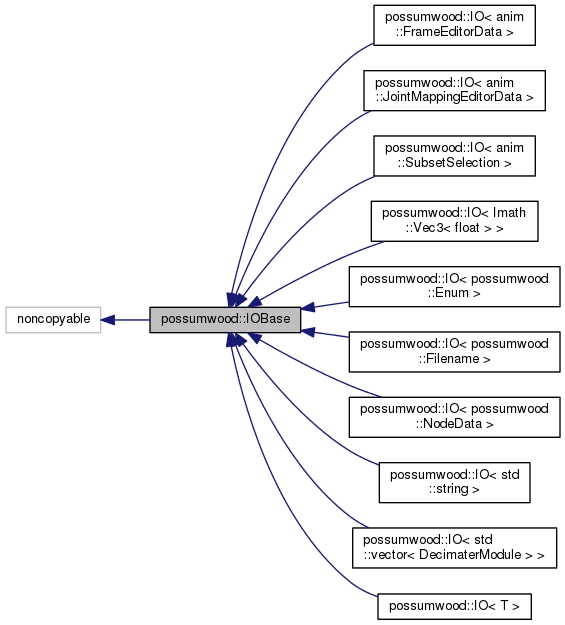 possumwood::IO< anim
::FrameEditorData >
possumwood::IO< anim
::JointMappingEditorData >
possumwood::IO< anim
::SubsetSelection >
possumwood::IO< Imath
::Vec3< float > >
possumwood::IO< possumwood
::Enum >
noncopyable
possumwood::IOBase
possumwood::IO< possumwood
::Filename >
possumwood::IO< possumwood
::NodeData >
possumwood::IO< std
::string >
possumwood::IO< std
::vector< DecimaterModule > >
possumwood::IO< T >